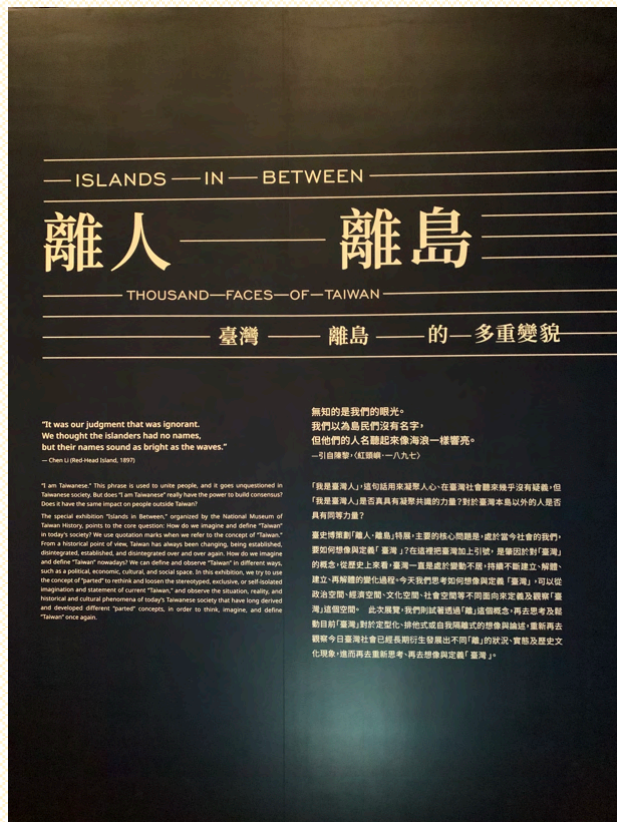 ISLANDS IN BETWEEN
離人 離島
THOUSAND FACES OF TAIWAN
臺灣 離島 的 多重變貌
"It was our judgment that was ignorant.
We thought the islanders had no names,
but their names sound as bright as the waves."
— Chen Li (Red-Head Island, 1897)
"I am Taiwanese." This phrase is used to unite people, and it goes unquestioned in
Taiwanese society. But does "I am Taiwanese" really have the power to build consensus?
Does it have the same impact on people outside Taiwan?
The special exhibition "Islands in Between," organized by the National Museum of
Taiwan History, points to the core question: How do we imagine and define "Taiwan"
in today's society? We use quotation marks when we refer to the concept of "Taiwan."
From a historical point of view, Taiwan has always been changing, being established,
disintegrated, established, and disintegrated over and over again. How do we imagine
and define "Taiwan" nowadays? We can define and observe "Taiwan" in different ways,
such as a political, economic, cultural, and social space. In this exhibition, we try to use
the concept of "parted" to rethink and loosen the stereotyped, exclusive, or self-isolated
imagination and statement of current "Taiwan," and observe the situation, reality, and
historical and cultural phenomena of today's Taiwanese society that have long derived
and developed different "parted" concepts, in order to think, imagine, and define
"Taiwan" once again.
無知的是我們的眼光。
我們以為島民們沒有名字,
但他們的人名聽起來像海浪一樣響亮。
—引自陳黎,〈紅頭嶼·一八九七〉
「我是臺灣人」,這句話用來凝聚人心、在臺灣社會聽來幾乎沒有疑義,但
「我是臺灣人」是否真具有凝聚共識的力量?對於臺灣本島以外的人是否
具有同等力量?
臺史博策劃「離人、離島」特展,主要的核心問題是,處於當今社會的我們,
要如何想像與定義「臺灣」?在這裡把臺灣加上引號,是肇因於對「臺灣」
的概念,從歷史上來看,臺灣一直是處於變動不居,持續不斷建立、解體、
建立、再解體的變化過程。今天我們思考如何想像與定義「臺灣」,可以從
政治空間、經濟空間、文化空間、社會空間等不同面向來定義及觀察「臺
灣」這個空間。 此次展覽,我們則試著透過「離」這個概念、再去思考及鬆
動目前「臺灣」對於定型化、排他式或自我隔離式的想像與論述,重新再去
觀察今日臺灣社會已經長期衍生發展出不同「離」的狀況、實態及歷史文
化現象,進而再去重新思考、再去想像與定義「臺灣」。